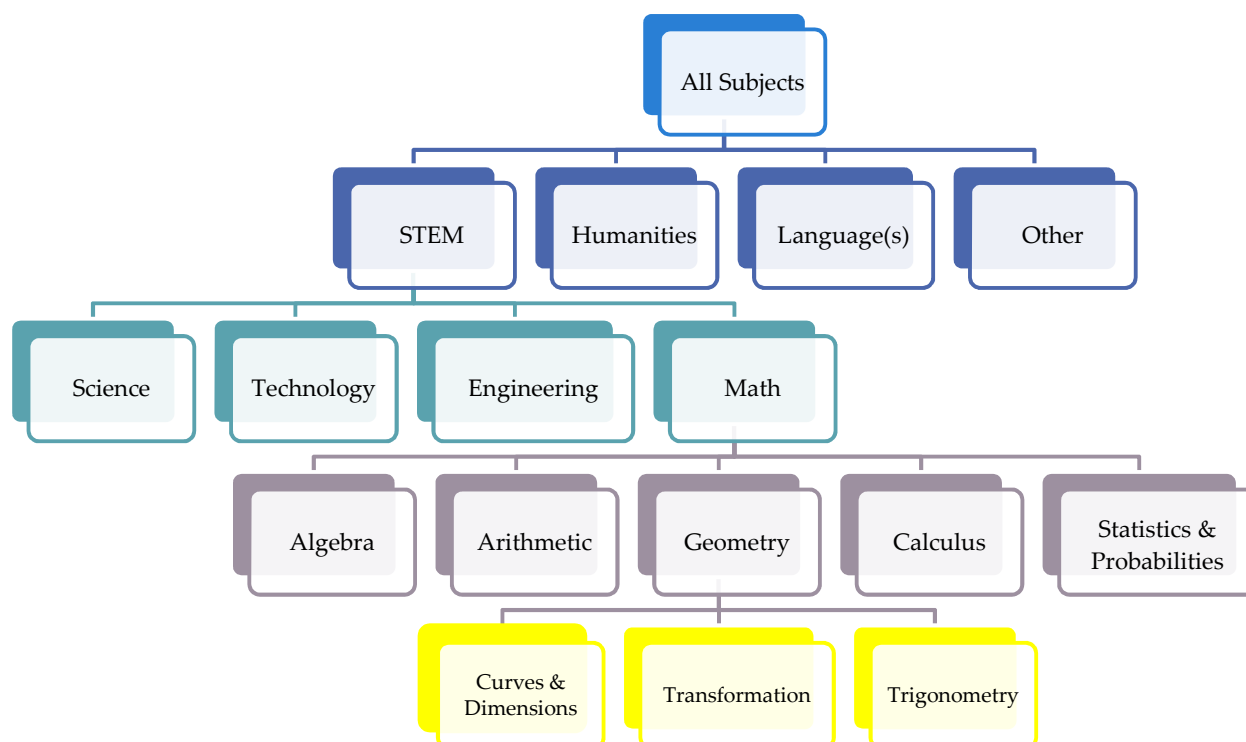 All Subjects
STEM
Humanities
Language(s)
Other
Science
Technology
Engineering
Math
Algebra
Arithmetic
Geometry
Calculus
Statistics &
Probabilities
Curves &
Dimensions
Transformation
Trigonometry